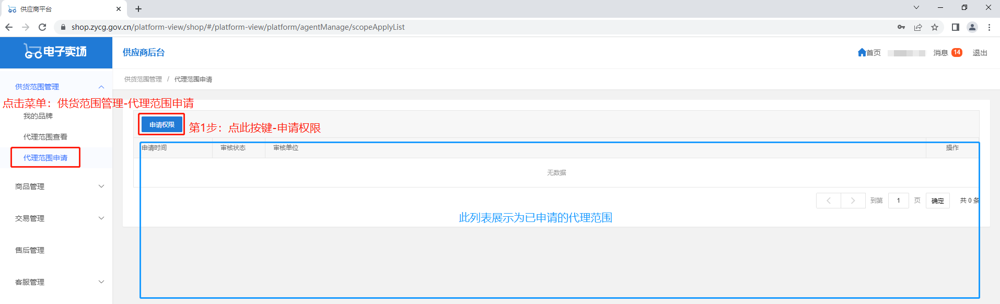 供应商平台
shop.zycg.gov.cn/platform-view/shop/#/platform-view/platform/agentManage/scopeApplyList
GC电子卖场
供应商后台
首页 消息 14 退出
供货范围管理
供货范围管理 / 代理范围申请
点击菜单：供货范围管理-代理范围申请
我的品牌
申请权限 第1步：点此按键-申请权限
代理范围查看
申请时间 审核状态 审核单位 操作
代理范围申请
无数据
商品管理
到第 1 页 确定 共 0 条
此列表展示为已申请的代理范围
交易管理
售后管理
客服管理